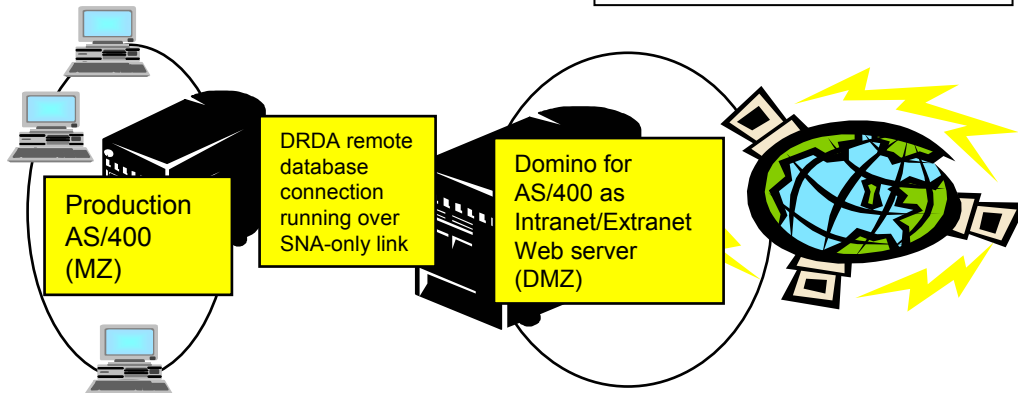 Production
AS/400
(MZ)
DRDA remote
database
connection
running over
SNA-only link
Domino for
AS/400 as
Intranet/Extranet
Web server
(DMZ)